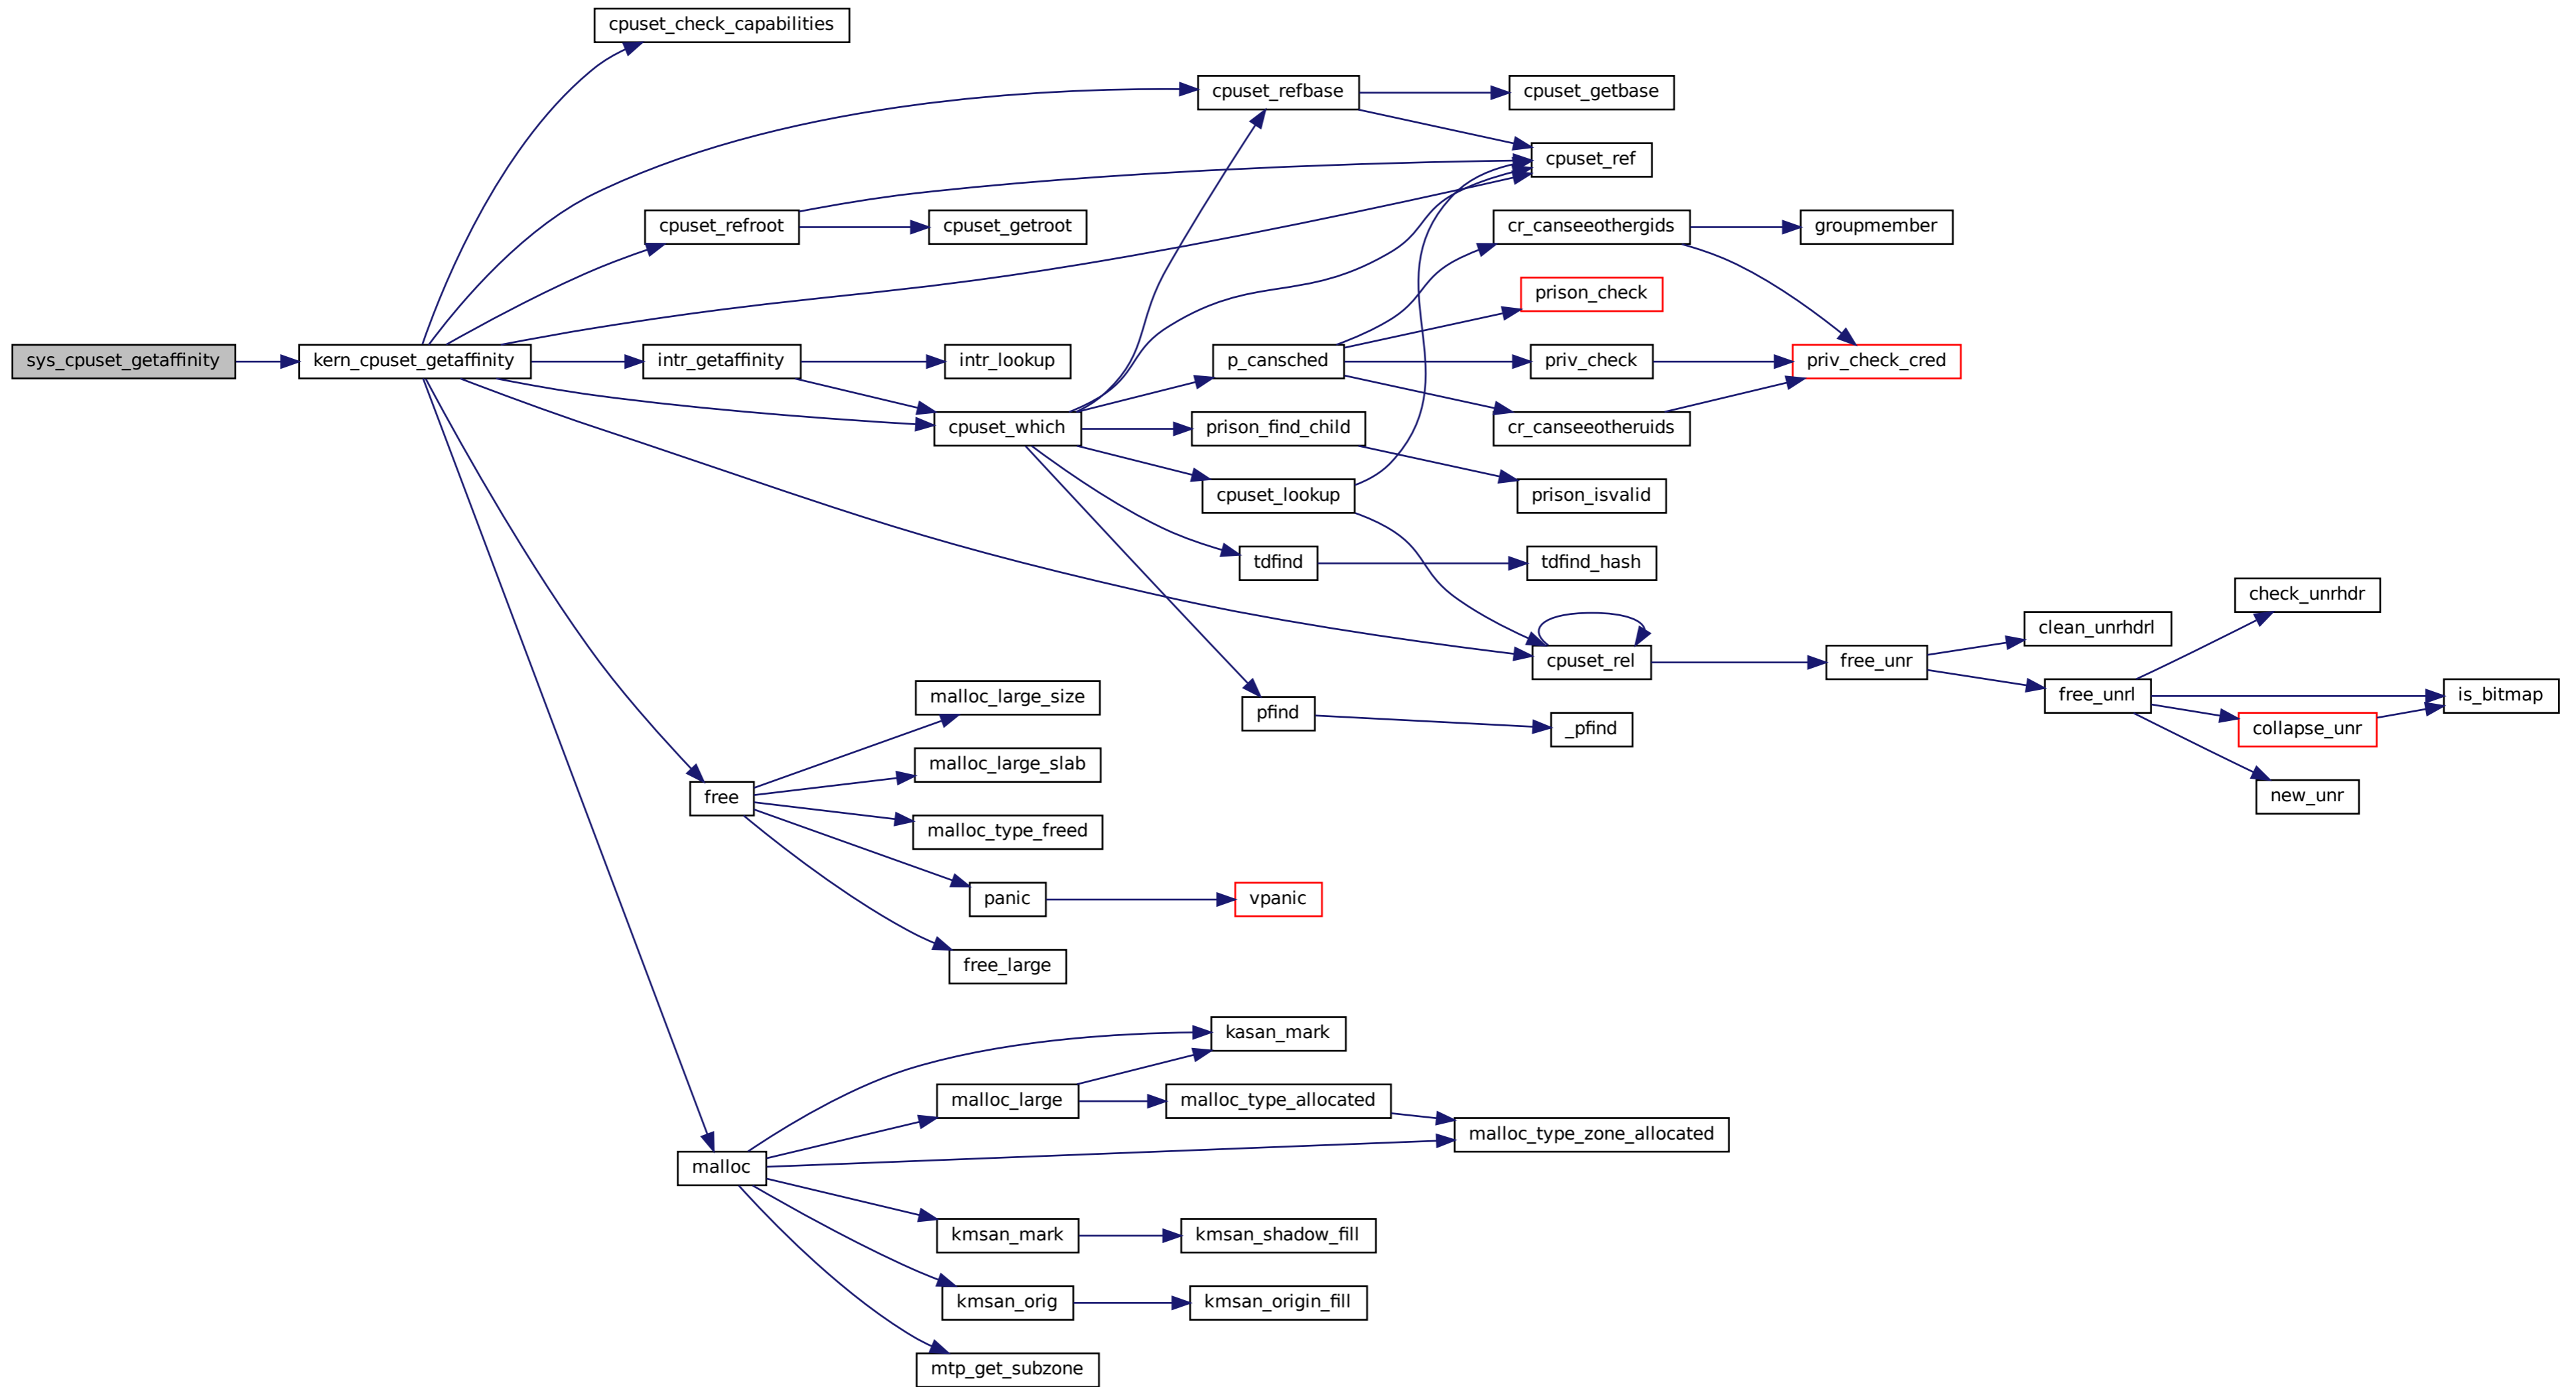 cpuset_check_capabilities
cpuset_refbase
cpuset_getbase
cpuset_ref
cpuset_refroot
cpuset_getroot
cr_canseeothergids
groupmember
prison_check
sys_cpuset_getaffinity
kern_cpuset_getaffinity
intr_getaffinity
intr_lookup
p_cansched
priv_check
priv_check_cred
cpuset_which
prison_find_child
cr_canseeotheruids
cpuset_lookup
prison_isvalid
tdfind
tdfind_hash
check_unrhdr
clean_unrhdrl
cpuset_rel
free_unr
free_unrl
is_bitmap
malloc_large_size
pfind
_pfind
collapse_unr
malloc_large_slab
free
new_unr
malloc_type_freed
panic
vpanic
free_large
kasan_mark
malloc_large
malloc_type_allocated
malloc_type_zone_allocated
malloc
kmsan_mark
kmsan_shadow_fill
kmsan_orig
kmsan_origin_fill
mtp_get_subzone